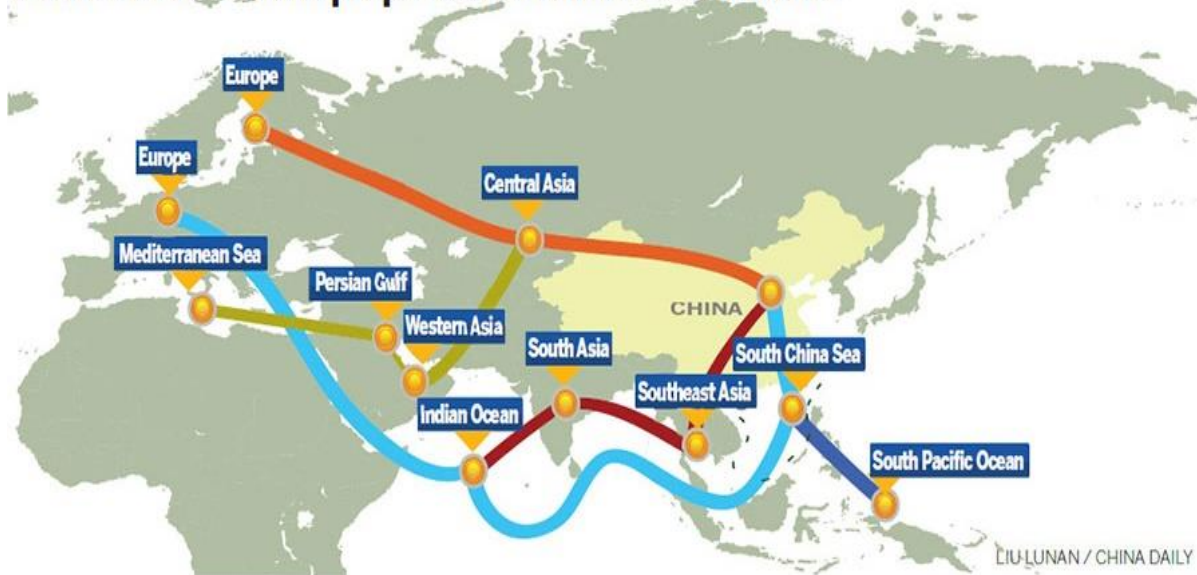 Europe
Europe
Central Asia
Mediterranean Sea
Persian Gulf
CHINA
Western Asia
South Asia
South China Sea
Southeast Asia
Indian Ocean
South Pacific Ocean
LIU LUNAN / CHINA DAILY